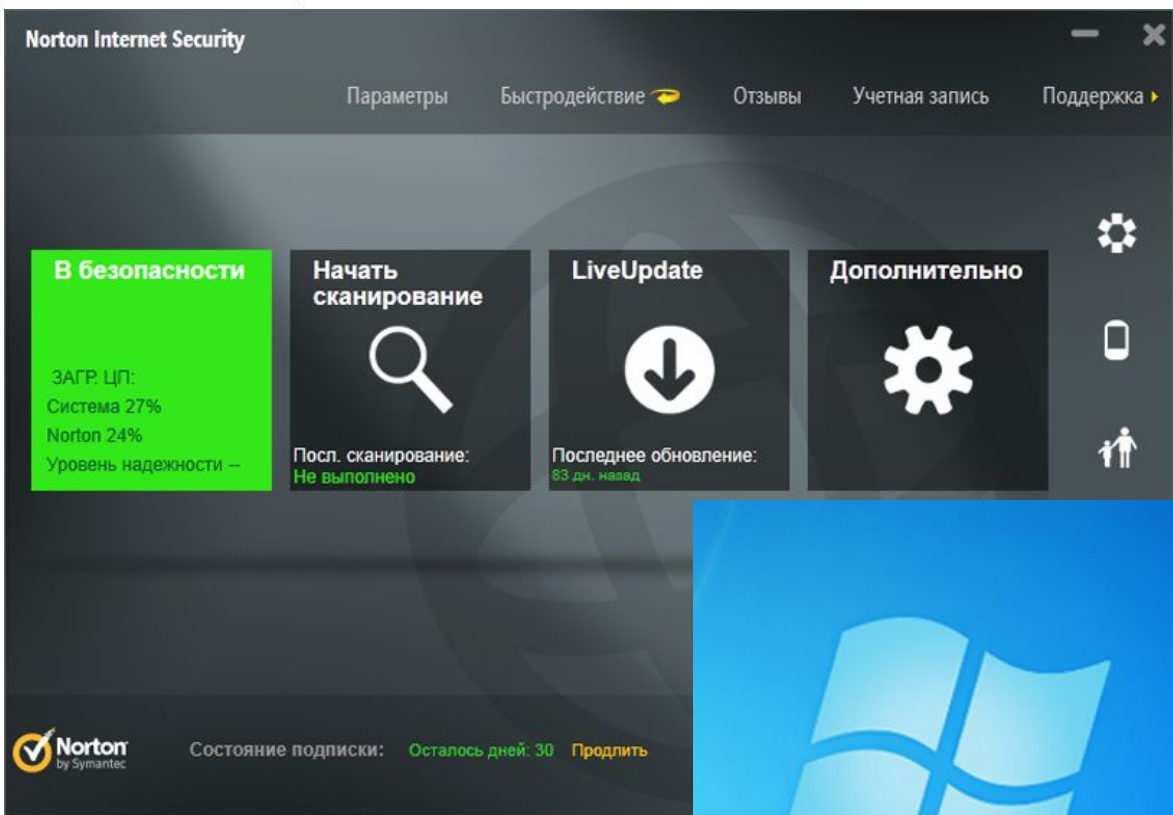 Norton Internet Security
Параметры Быстродействие Отзывы Учетная запись Поддержка
В безопасности
ЗАГР. ЦП:
Система 27%
Norton 24%
Уровень надежности --
Начать
сканирование
Посл. сканирование:
Не выполнено
LiveUpdate
Последнее обновление:
83 дн. назад
Дополнительно
Norton
by Symantec
Состояние подписки: Осталось дней: 30 Продлить